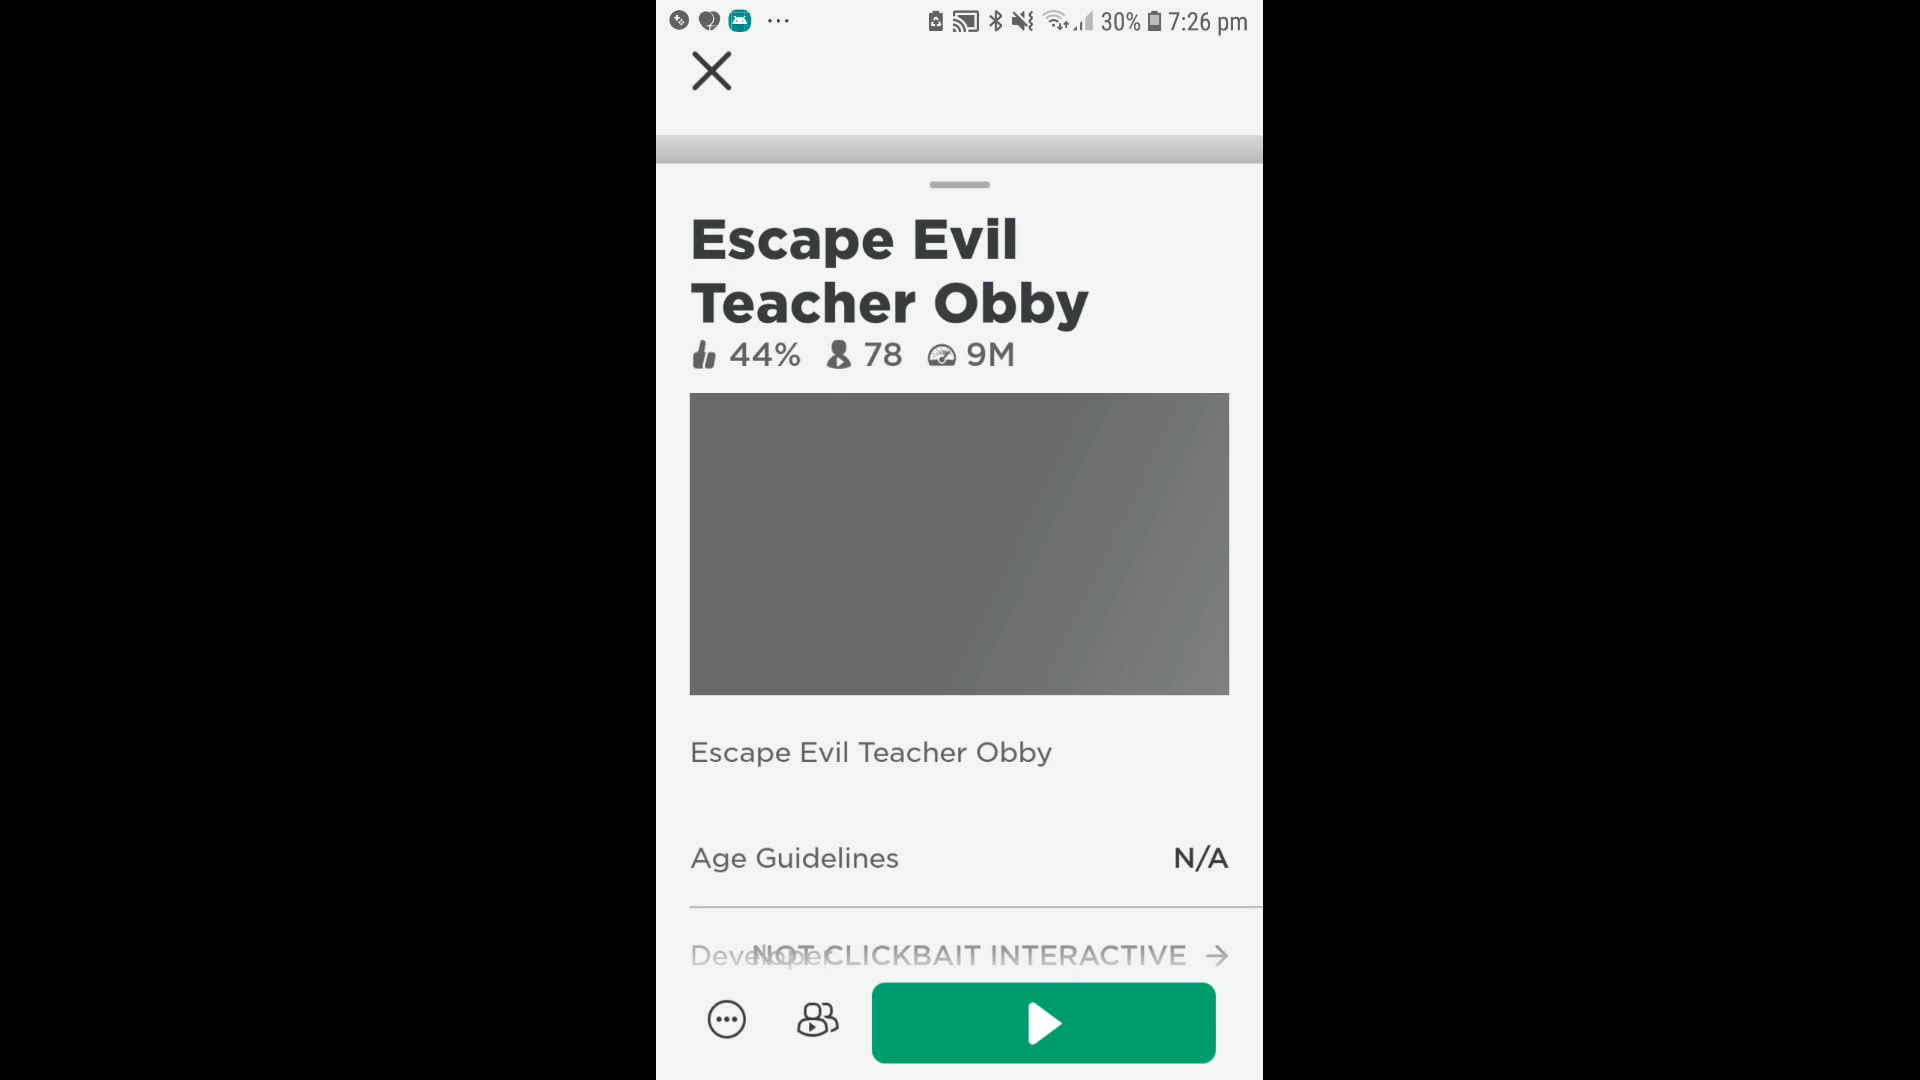 30% 7:26 pm
Escape Evil
Teacher Obby
44% 78 9M
Escape Evil Teacher Obby
Age Guidelines N/A
Developer NOT CLICKBAIT INTERACTIVE